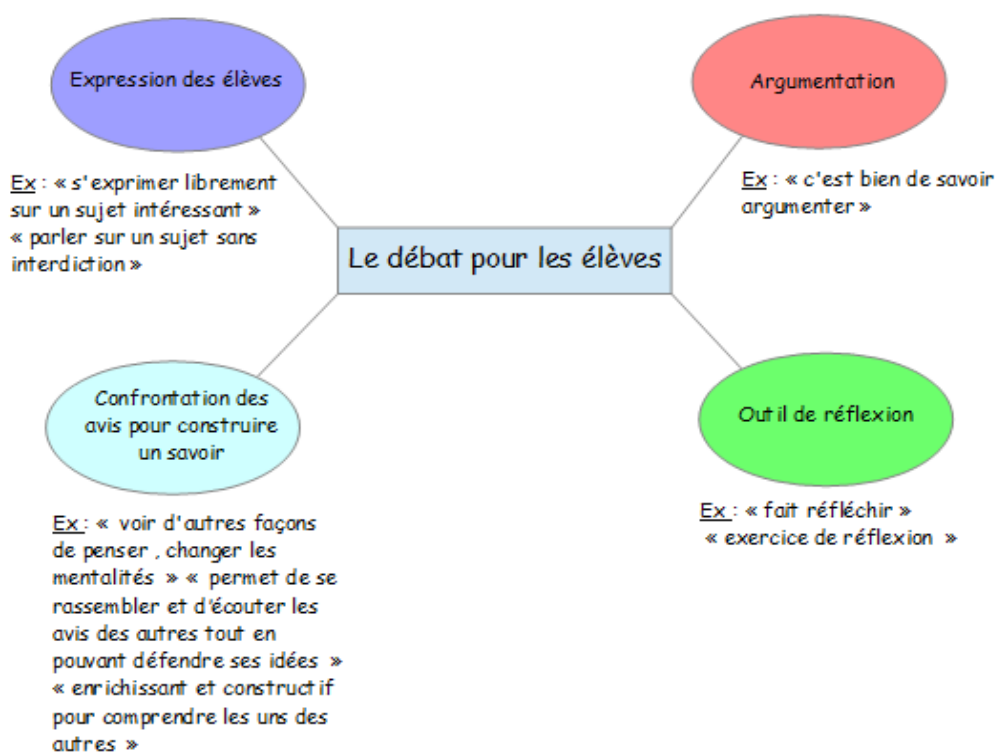 Expression des élèves
Ex : « s'exprimer librement
sur un sujet intéressant »
« parler sur un sujet sans
interdiction »
Argumentation
Ex : « c'est bien de savoir
argumenter »
Le débat pour les élèves
Confrontation des
avis pour construire
un savoir
Ex : « voir d'autres façons
de penser , changer les
mentalités » « permet de se
rassembler et d'écouter les
avis des autres tout en
pouvant défendre ses idées »
« enrichissant et constructif
pour comprendre les uns des
autres »
Outil de réflexion
Ex : « fait réfléchir »
« exercice de réflexion »